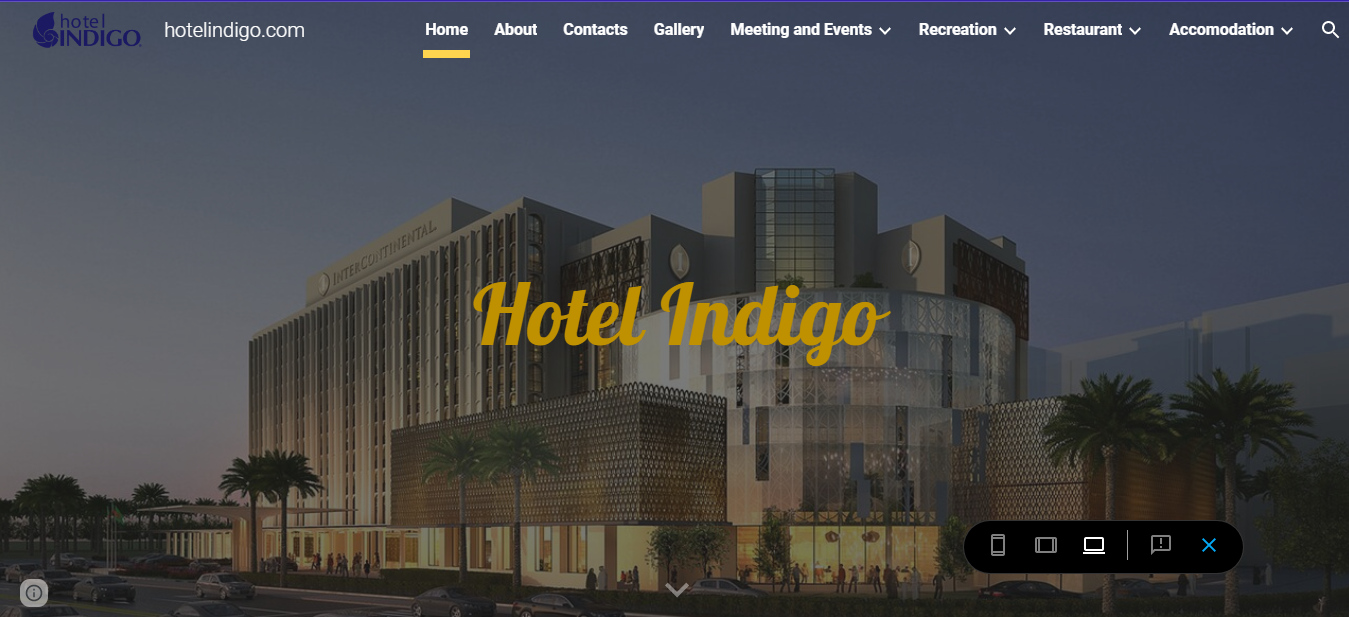 hotel
INDIGO
hotelindigo.com
Home About Contacts Gallery Meeting and Events Recreation Restaurant Accomodation
INTERCONTINENTAL
Hotel Indigo